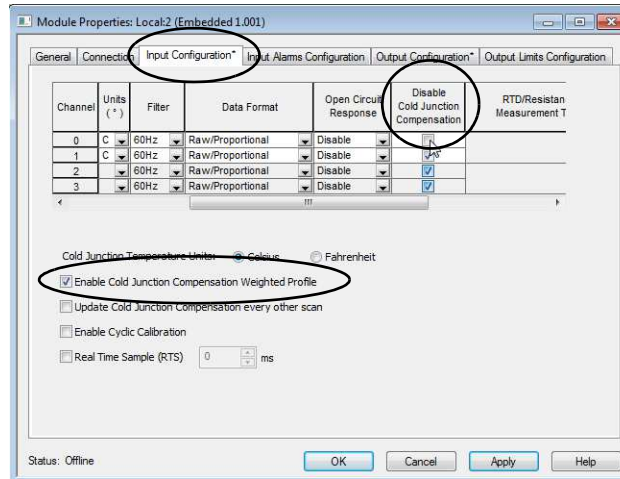 Module Properties: Local:2 (Embedded 1.001)
General Connection Input Configuration* Input Alarms Configuration Output Configuration* Output Limits Configuration
Channel Units (°) Filter Data Format Open Circuit Response Disable Cold Junction Compensation RTD/Resistan Measurement T
0 C 60Hz Raw/Proportional Disable
1 C 60Hz Raw/Proportional Disable
2 60Hz Raw/Proportional Disable
3 60Hz Raw/Proportional Disable
Cold Junction Temperature Units: Celsius Fahrenheit
Enable Cold Junction Compensation Weighted Profile
Update Cold Junction Compensation every other scan
Enable Cyclic Calibration
Real Time Sample (RTS) 0 ms
Status: Offline OK Cancel Apply Help